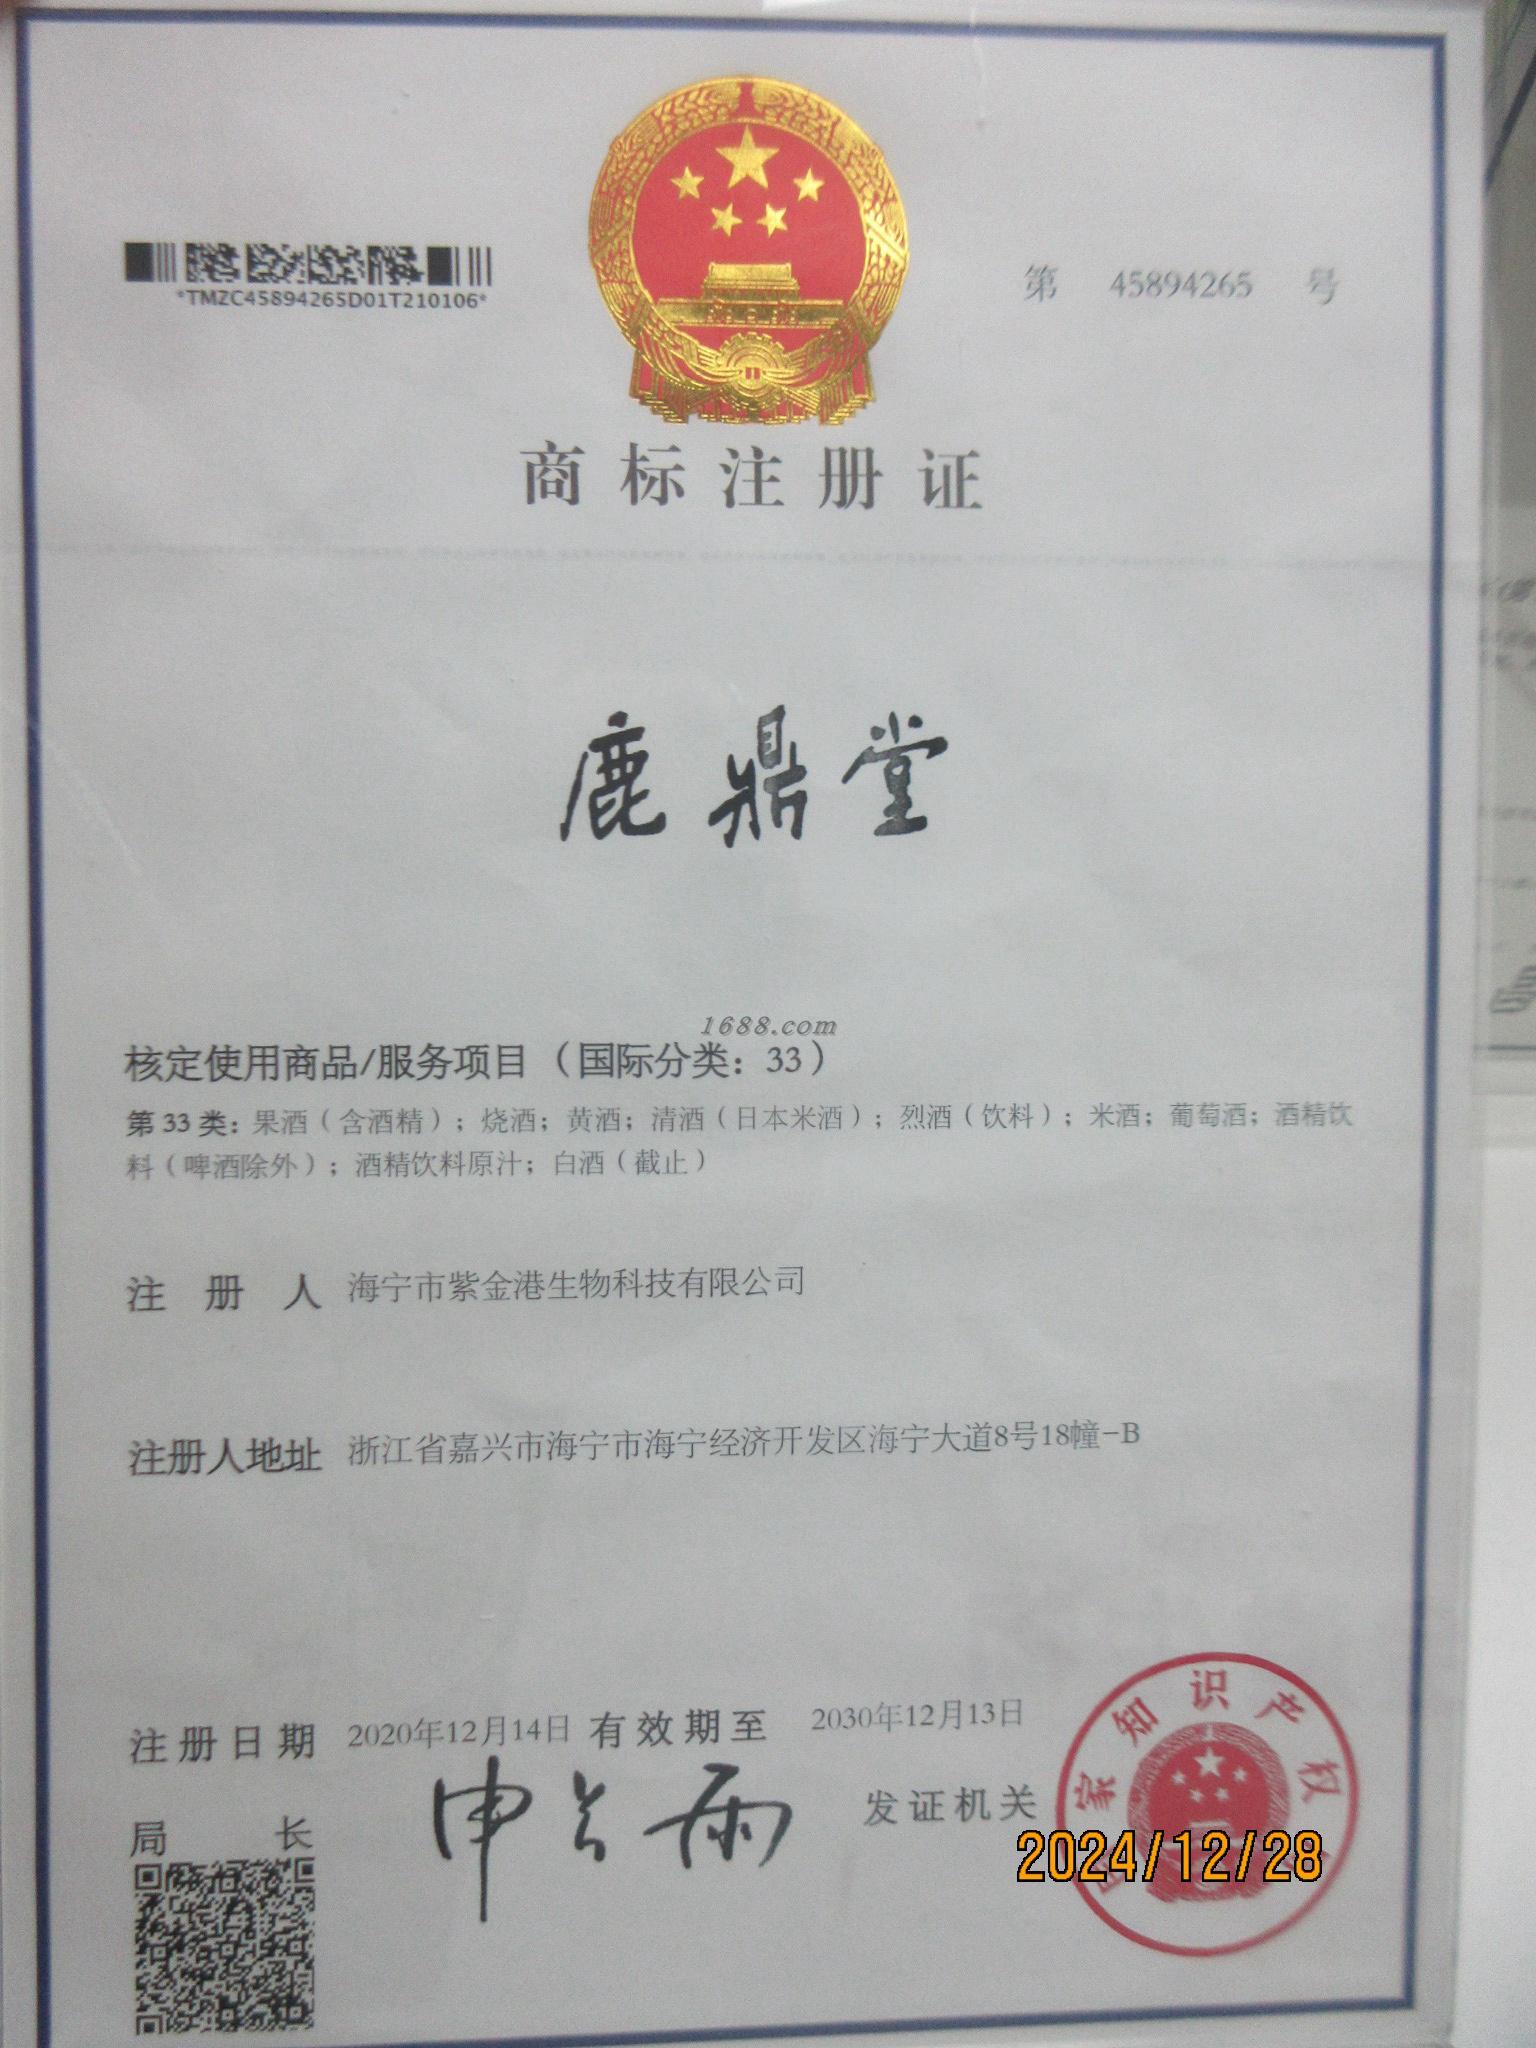 *TMZC45894265D01T210106*
第 45894265 号
商标注册证
鹿鼎堂
1688.com
核定使用商品/服务项目（国际分类：33）
第 33 类：果酒（含酒精）；烧酒；黄酒；清酒（日本米酒）；烈酒（饮料）；米酒；葡萄酒；酒精饮
料（啤酒除外）；酒精饮料原汁；白酒（截止）
注册人 海宁市紫金港生物科技有限公司
注册人地址 浙江省嘉兴市海宁市海宁经济开发区海宁大道8号18幢-B
注册日期 2020年12月14日 有效期至 2030年12月13日
局长 申长雨 发证机关
家知识产权
2024/12/28